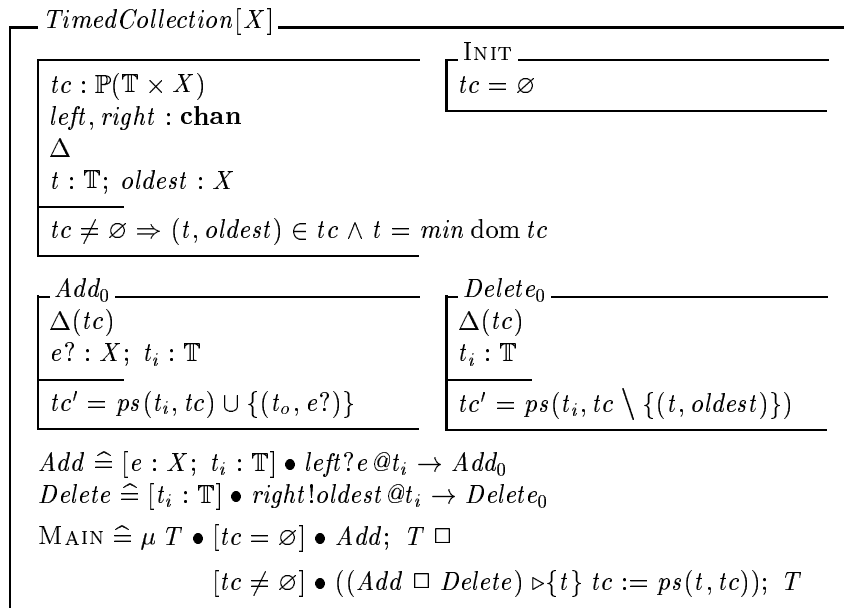 TimedCollection[X]
tc : ℙ(𝕋 × X)
left, right : chan
Δ
t : 𝕋; oldest : X
tc ≠ ∅ ⇒ (t, oldest) ∈ tc ∧ t = min dom tc
INIT
tc = ∅
Add₀
Δ(tc)
e? : X; tᵢ : 𝕋
tc′ = ps(tᵢ, tc) ∪ {(tₒ, e?)}
Delete₀
Δ(tc)
tᵢ : 𝕋
tc′ = ps(tᵢ, tc \ {(t, oldest)})
Add ≙ [e : X; tᵢ : 𝕋] • left?e @tᵢ → Add₀
Delete ≙ [tᵢ : 𝕋] • right!oldest @tᵢ → Delete₀
MAIN ≙ μ T • [tc = ∅] • Add; T □
[tc ≠ ∅] • ((Add □ Delete) ▷{t} tc := ps(t, tc)); T